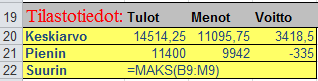 19 Tilastotiedot: Tulot Menot Voitto
20 Keskiarvo 14514,25 11095,75 3418,5
21 Pienin 11400 9942 -335
22 Suurin =MAKS(B9:M9)